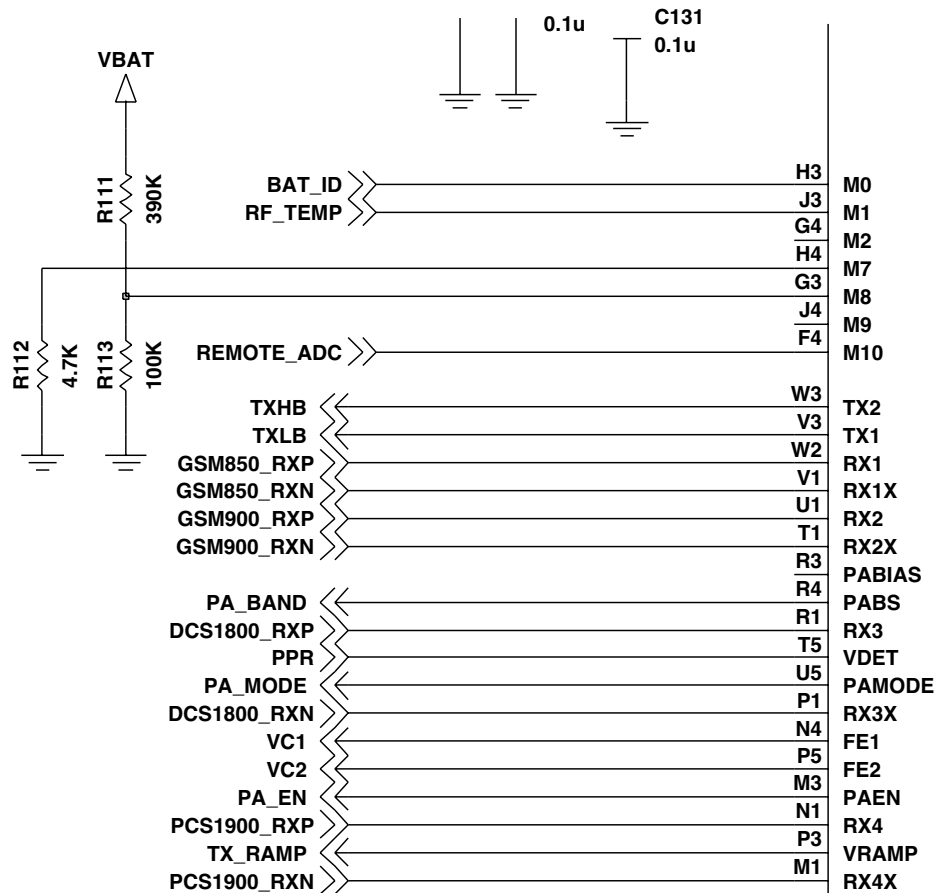 0.1u
C131
0.1u
VBAT
R111
390K
BAT_ID
H3
M0
RF_TEMP
J3
M1
G4
M2
H4
M7
G3
M8
J4
M9
R112
4.7K
R113
100K
REMOTE_ADC
F4
M10
TXHB
W3
TX2
TXLB
V3
TX1
GSM850_RXP
W2
RX1
GSM850_RXN
V1
RX1X
GSM900_RXP
U1
RX2
GSM900_RXN
T1
RX2X
R3
PABIAS
PA_BAND
R4
PABS
DCS1800_RXP
R1
RX3
PPR
T5
VDET
PA_MODE
U5
PAMODE
DCS1800_RXN
P1
RX3X
VC1
N4
FE1
VC2
P5
FE2
PA_EN
M3
PAEN
PCS1900_RXP
N1
RX4
TX_RAMP
P3
VRAMP
PCS1900_RXN
M1
RX4X